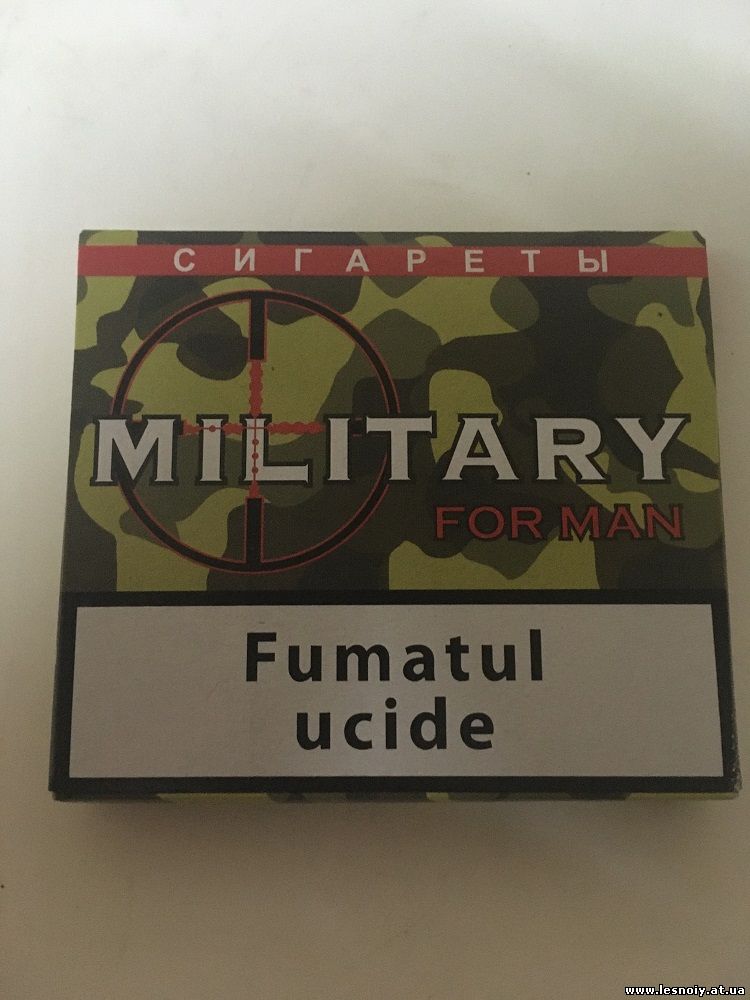 СИГАРЕТЫ
MILITARY
FOR MAN
Fumatul
ucide
www.lesnoiy.at.ua